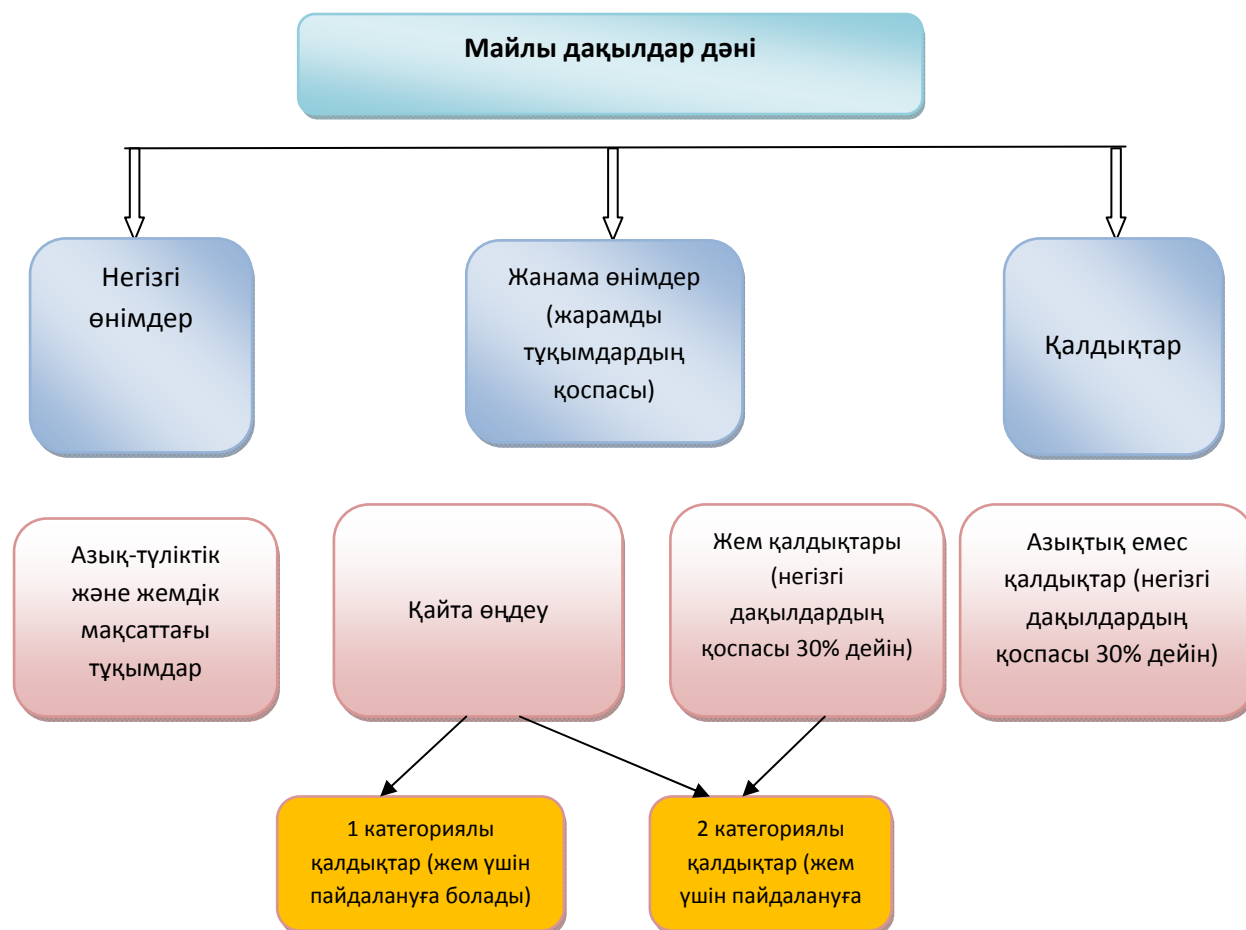 Майлы дақылдар дәні
Негізгі
өнімдер
Жанама өнімдер
(жарамды
тұқымдардың
қоспасы)
Қалдықтар
Азық-түліктік
және жемдік
мақсаттағы
тұқымдар
Қайта өңдеу
Жем қалдықтары
(негізгі
дақылдардың
қоспасы 30% дейін)
Азықтық емес
қалдықтар (негізгі
дақылдардың
қоспасы 30% дейін)
1 категориялы
қалдықтар (жем үшін
пайдалануға болады)
2 категориялы
қалдықтар (жем
үшін пайдалануға